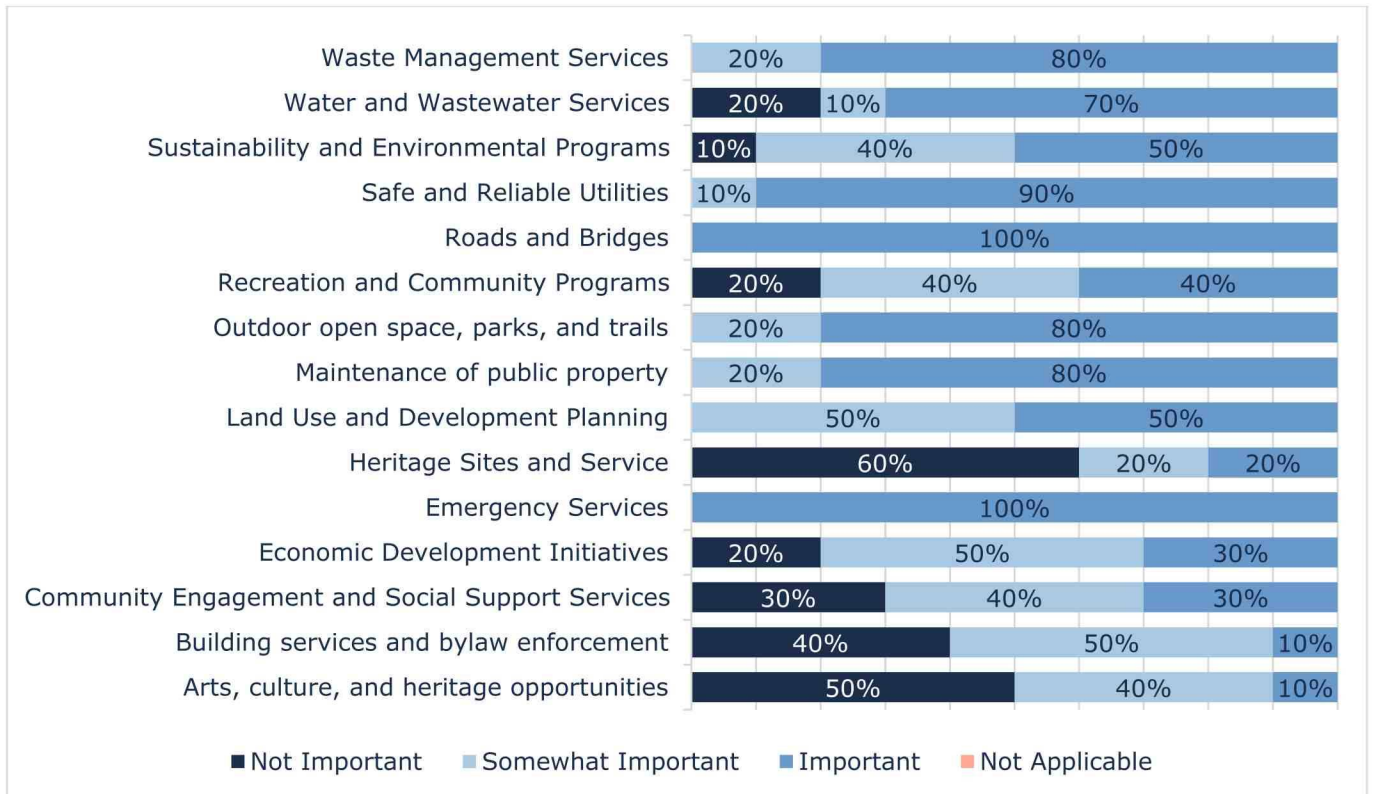 Waste Management Services 20% 80%
Water and Wastewater Services 20% 10% 70%
Sustainability and Environmental Programs 10% 40% 50%
Safe and Reliable Utilities 10% 90%
Roads and Bridges 100%
Recreation and Community Programs 20% 40% 40%
Outdoor open space, parks, and trails 20% 80%
Maintenance of public property 20% 80%
Land Use and Development Planning 50% 50%
Heritage Sites and Service 60% 20% 20%
Emergency Services 100%
Economic Development Initiatives 20% 50% 30%
Community Engagement and Social Support Services 30% 40% 30%
Building services and bylaw enforcement 40% 50% 10%
Arts, culture, and heritage opportunities 50% 40% 10%
Not Important Somewhat Important Important Not Applicable